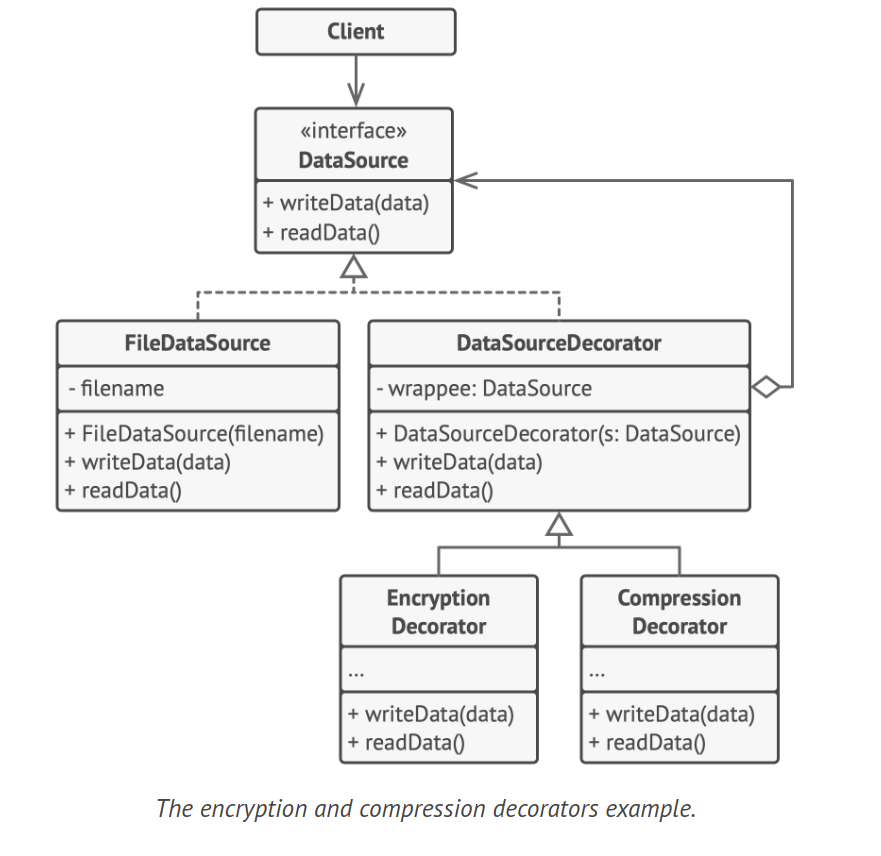 Client
«interface»
DataSource
+ writeData(data)
+ readData()
FileDataSource
- filename
+ FileDataSource(filename)
+ writeData(data)
+ readData()
DataSourceDecorator
- wrappee: DataSource
+ DataSourceDecorator(s: DataSource)
+ writeData(data)
+ readData()
Encryption
Decorator
...
+ writeData(data)
+ readData()
Compression
Decorator
...
+ writeData(data)
+ readData()
The encryption and compression decorators example.